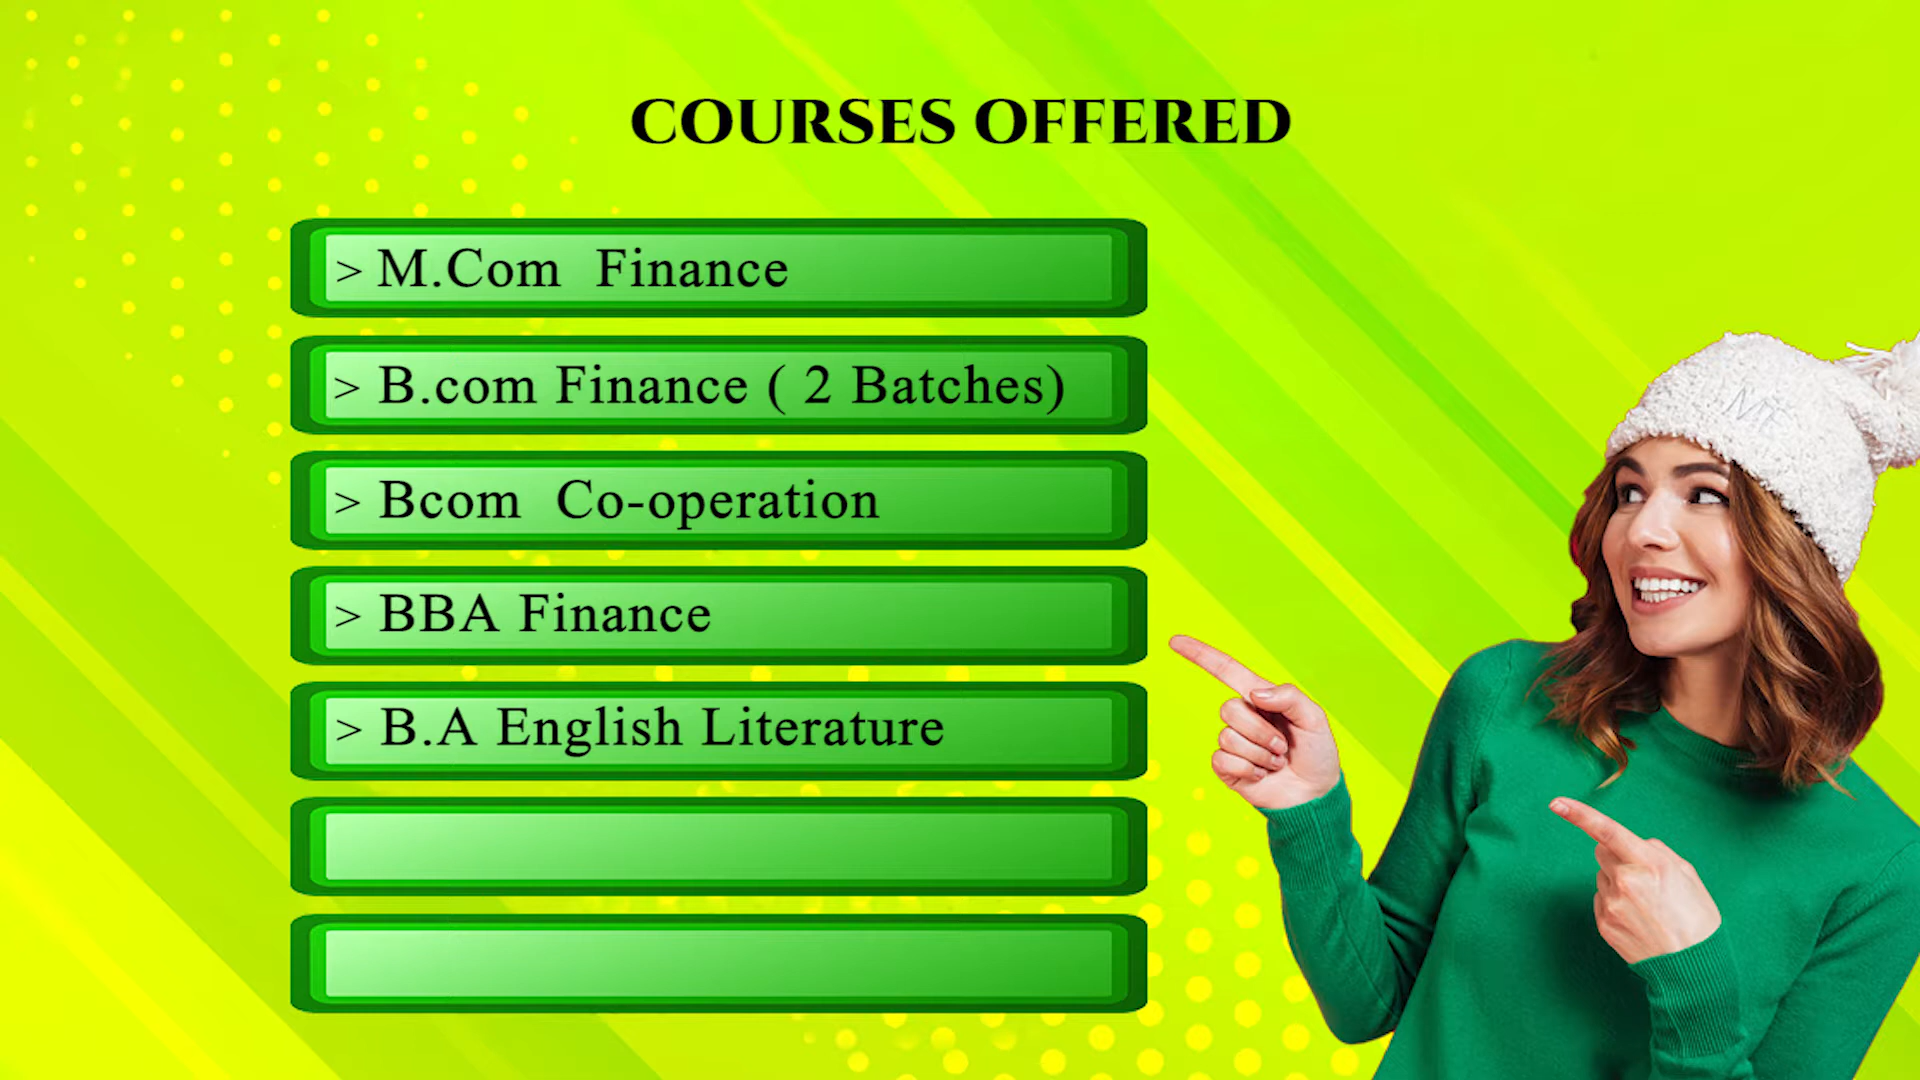 COURSES OFFERED
> M.Com Finance
> B.com Finance ( 2 Batches)
> Bcom Co-operation
> BBA Finance
> B.A English Literature